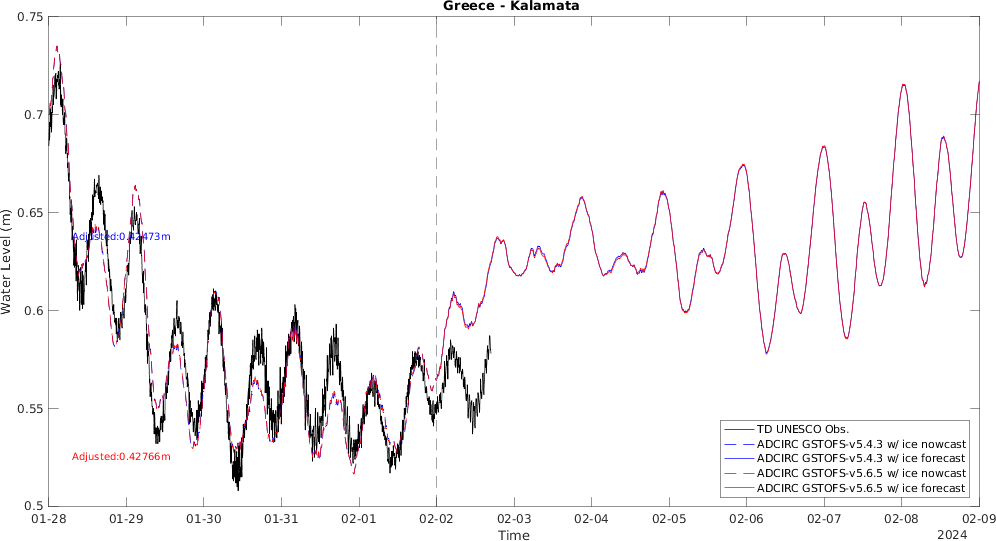 Greece - Kalamata
0.75
0.7
0.65
0.6
0.55
0.5
Water Level (m)
Adjusted:0.42473m
Adjusted:0.42766m
TD UNESCO Obs.
ADCIRC GSTOFS-v5.4.3 w/ ice nowcast
ADCIRC GSTOFS-v5.4.3 w/ ice forecast
ADCIRC GSTOFS-v5.6.5 w/ ice nowcast
ADCIRC GSTOFS-v5.6.5 w/ ice forecast
01-28 01-29 01-30 01-31 02-01 02-02 02-03 02-04 02-05 02-06 02-07 02-08 02-09
Time
2024